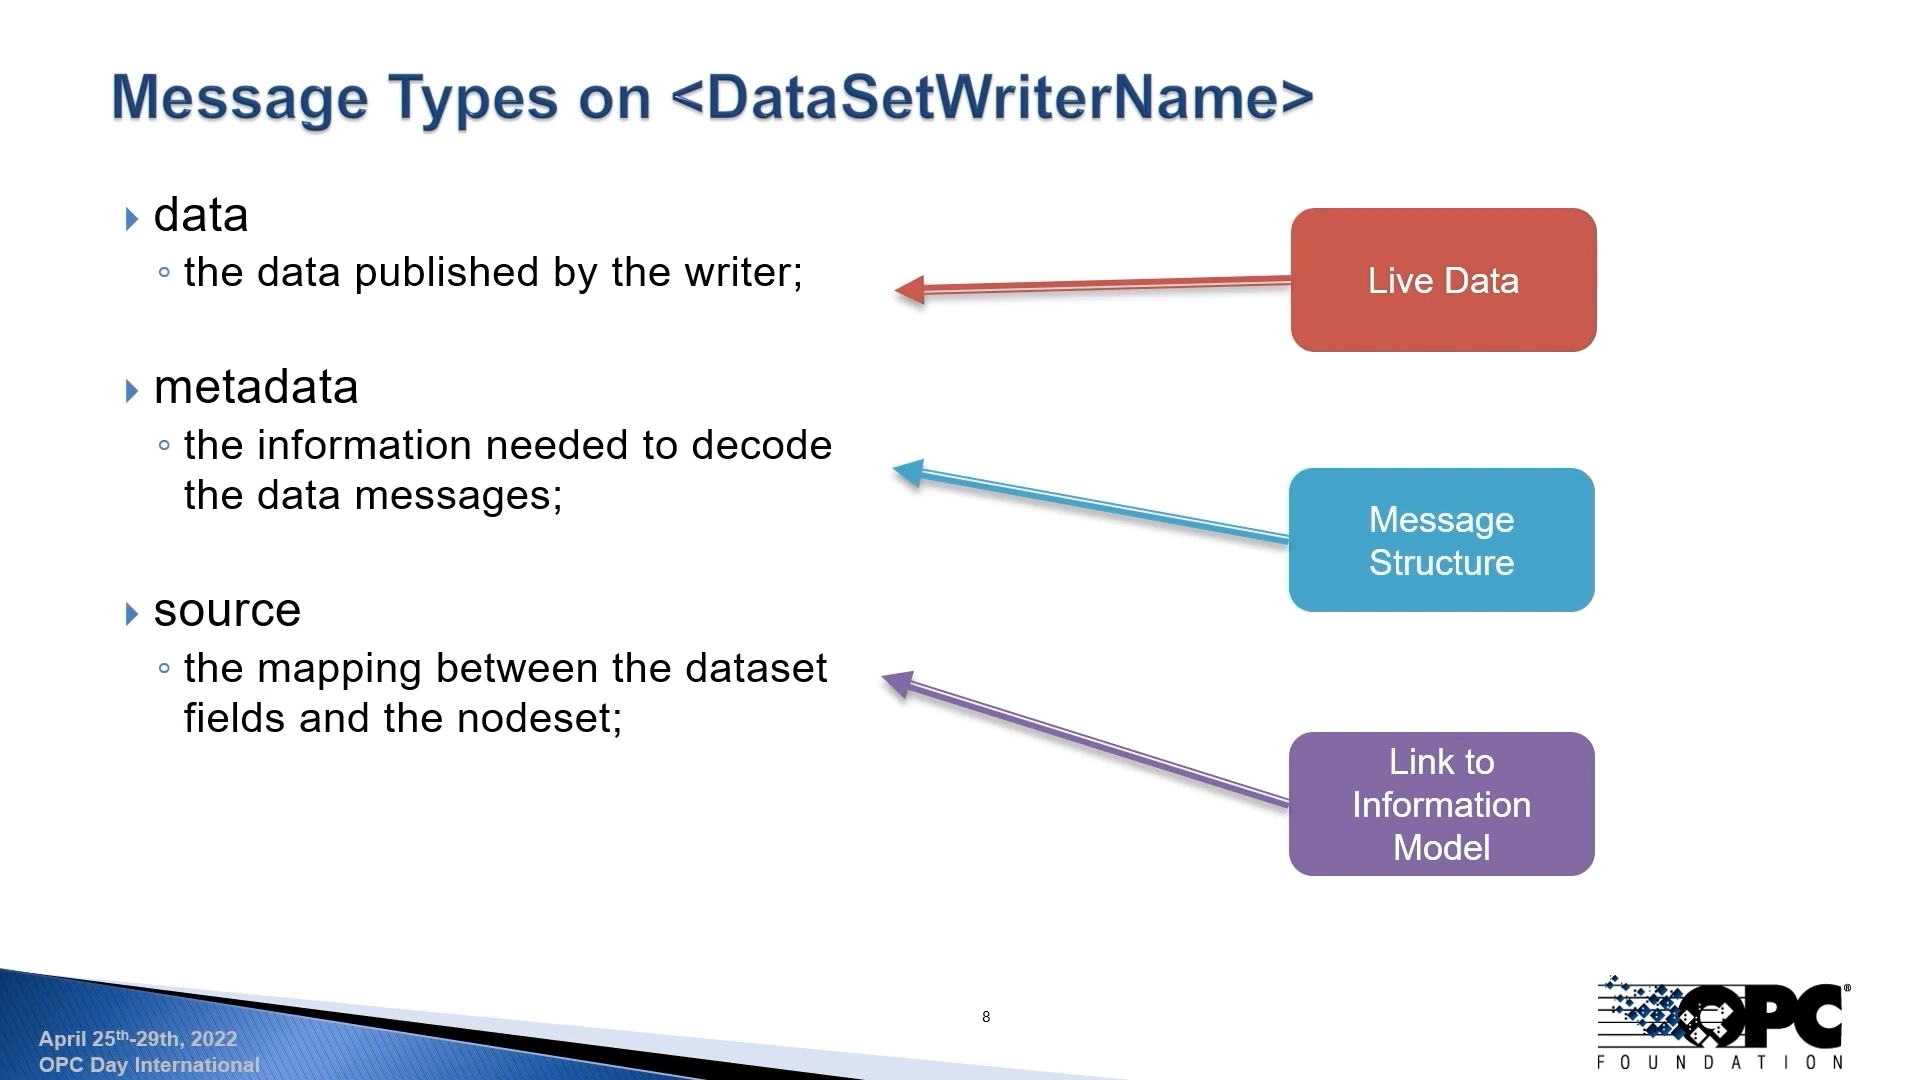 Message Types on <DataSetWriterName>
data
the data published by the writer;
Live Data
metadata
the information needed to decode
the data messages;
Message
Structure
source
the mapping between the dataset
fields and the nodeset;
Link to
Information
Model
April 25th-29th, 2022
OPC Day International
8
OPC®
FOUNDATION